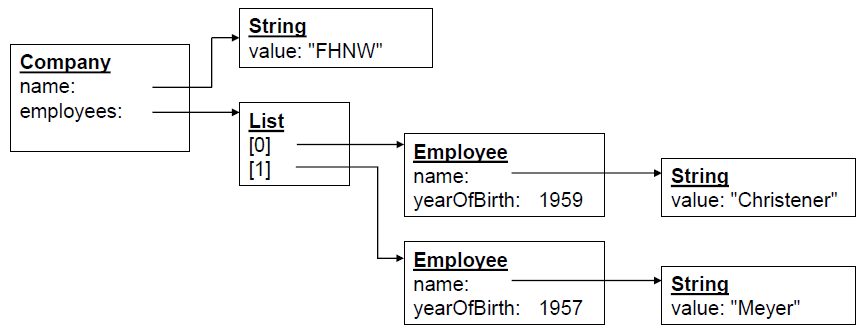 String
value: "FHNW"
Company
name:
employees:
List
[0]
[1]
Employee
name:
yearOfBirth: 1959
String
value: "Christener"
Employee
name:
yearOfBirth: 1957
String
value: "Meyer"